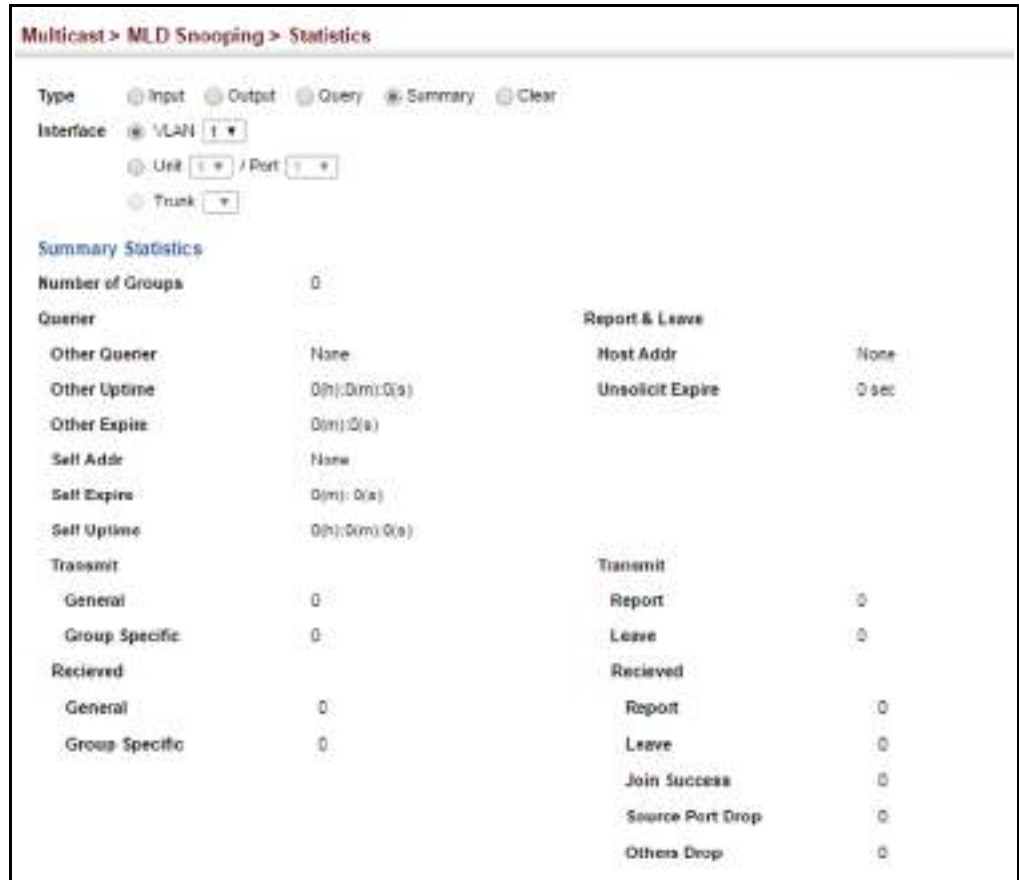 Multicast > MLD Snooping > Statistics
Type Input Output Query Summary Clear
Interface VLAN 1
Unit 1 / Port 1
Trunk
Summary Statistics
Number of Groups 0
Querier Report & Leave
Other Querier None Host Addr None
Other Uptime 0(h):0(m):0(s) Unsolicit Expire 0 sec
Other Expire 0(m):0(s)
Self Addr None
Self Expire 0(m): 0(s)
Self Uptime 0(h):0(m):0(s)
Transmit Transmit
General 0 Report 0
Group Specific 0 Leave 0
Recieved Recieved
General 0 Report 0
Group Specific 0 Leave 0
Join Success 0
Source Port Drop 0
Others Drop 0